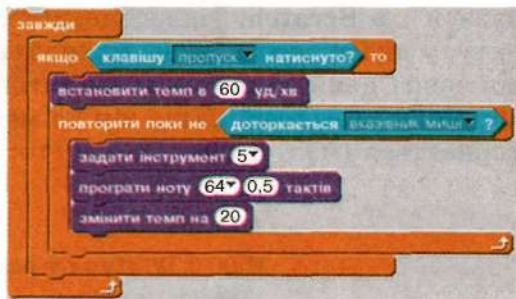 завжди
якщо клавішу пропуск натиснуто? то
встановити темп в 60 уд/хв
повторити поки не доторкається вказівник миші ?
задати інструмент 5
програти ноту 64 0,5 тактів
змінити темп на 20